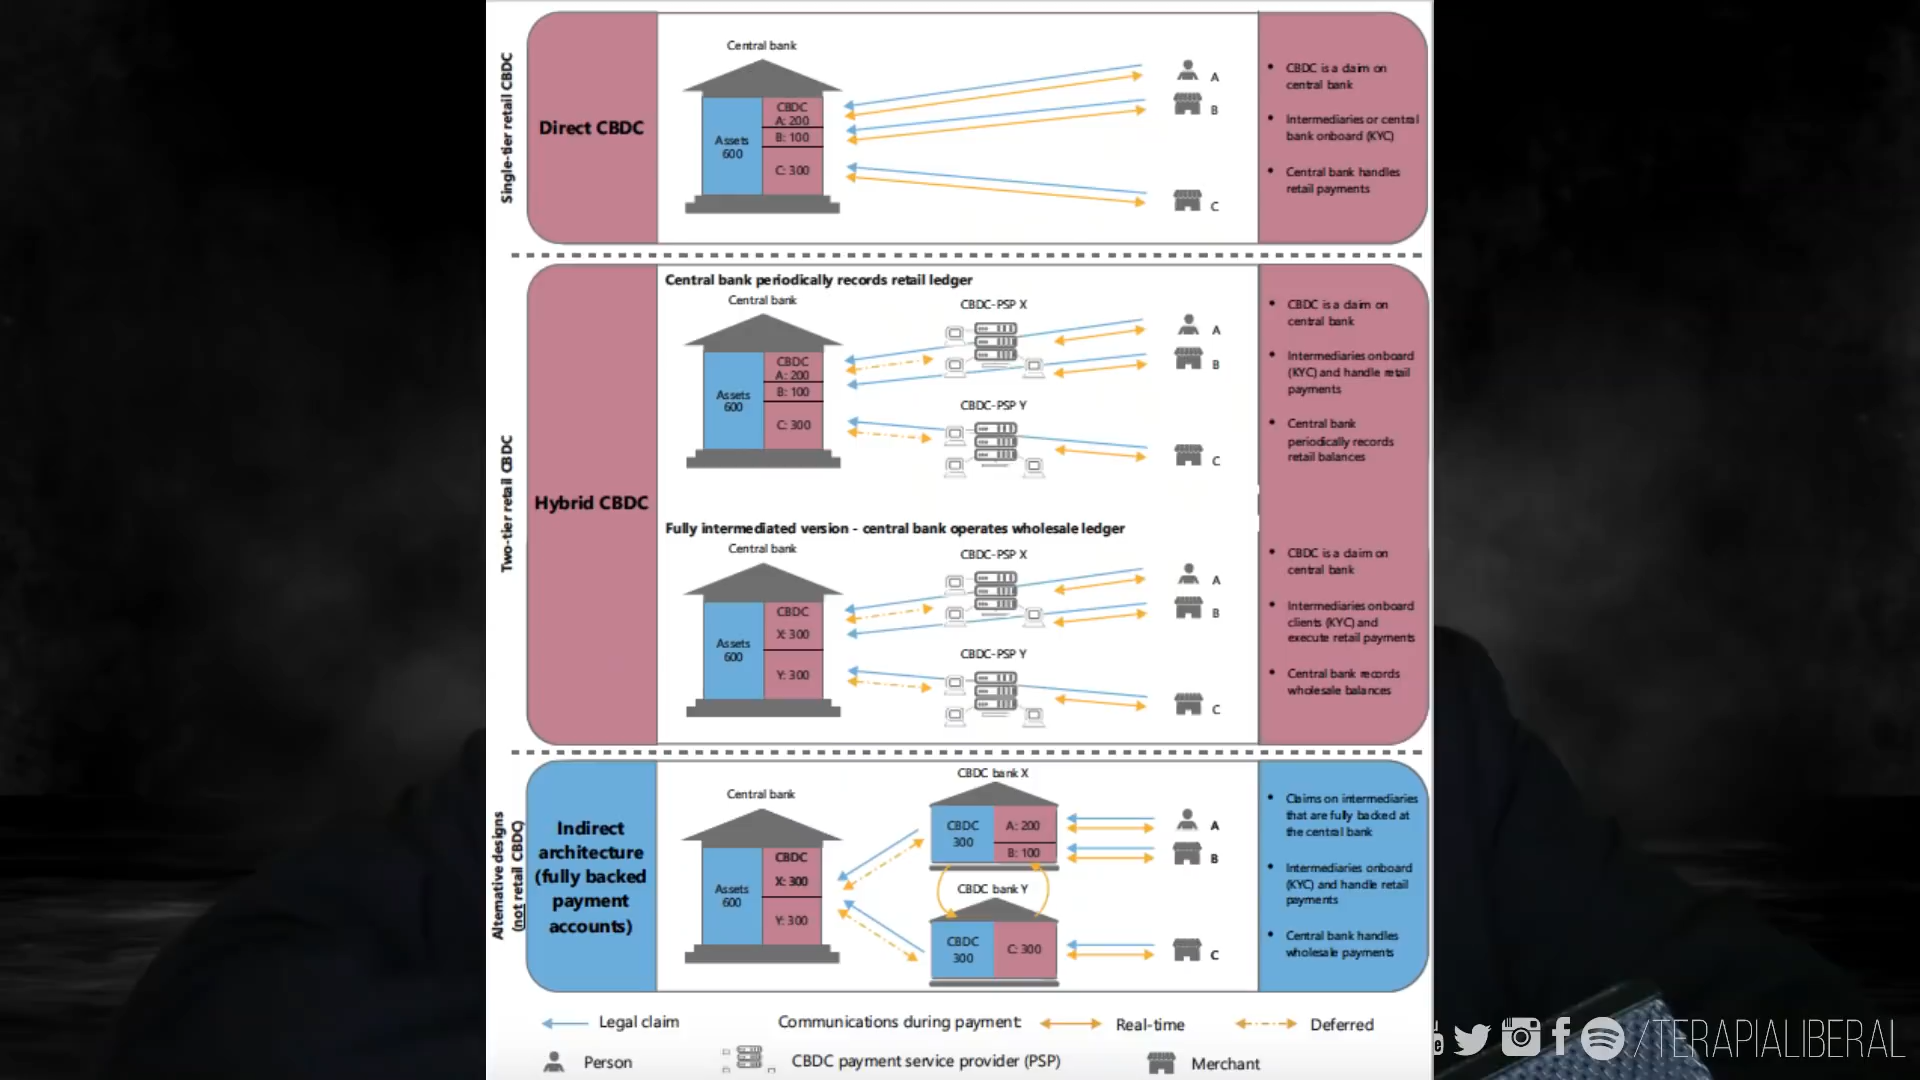 Single-tier retail CBDC
Direct CBDC
Central bank
Assets
600
CBDC
A: 200
B: 100
C: 300
A
B
C
• CBDC is a claim on
central bank
• Intermediaries or central
bank onboard (KYC)
• Central bank handles
retail payments
Two-tier retail CBDC
Hybrid CBDC
Central bank periodically records retail ledger
Central bank
Assets
600
CBDC
A: 200
B: 100
C: 300
CBDC-PSP X
CBDC-PSP Y
A
B
C
• CBDC is a claim on
central bank
• Intermediaries onboard
(KYC) and handle retail
payments
• Central bank
periodically records
retail balances
Fully intermediated version - central bank operates wholesale ledger
Central bank
Assets
600
CBDC
X: 300
Y: 300
CBDC-PSP X
CBDC-PSP Y
A
B
C
• CBDC is a claim on
central bank
• Intermediaries onboard
clients (KYC) and
execute retail payments
• Central bank records
wholesale balances
Alternative designs
(not retail CBDC)
Indirect
architecture
(fully backed
payment
accounts)
Central bank
Assets
600
CBDC
X: 300
Y: 300
CBDC bank X
CBDC
300
A: 200
B: 100
CBDC bank Y
CBDC
300
C: 300
A
B
C
• Claims on intermediaries
that are fully backed at
the central bank
• Intermediaries onboard
(KYC) and handle retail
payments
• Central bank handles
wholesale payments
Legal claim
Communications during payment:
Real-time
Deferred
Person
CBDC payment service provider (PSP)
Merchant
/TERAPIALIBERAL